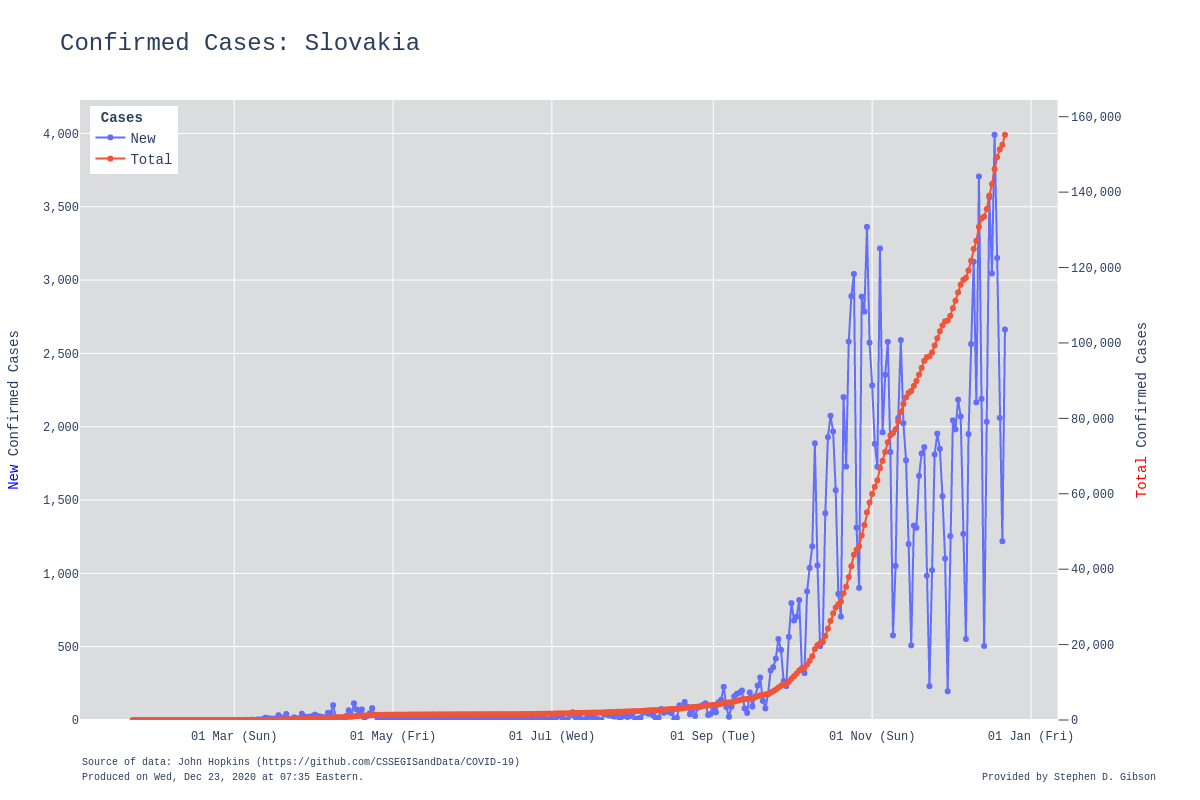 Confirmed Cases: Slovakia
Cases
New
Total
4,000
3,500
3,000
2,500
2,000
1,500
1,000
500
0
160,000
140,000
120,000
100,000
80,000
60,000
40,000
20,000
0
New Confirmed Cases
Total Confirmed Cases
01 Mar (Sun)
01 May (Fri)
01 Jul (Wed)
01 Sep (Tue)
01 Nov (Sun)
01 Jan (Fri)
Source of data: John Hopkins (https://github.com/CSSEGISandData/COVID-19)
Produced on Wed, Dec 23, 2020 at 07:35 Eastern.
Provided by Stephen D. Gibson